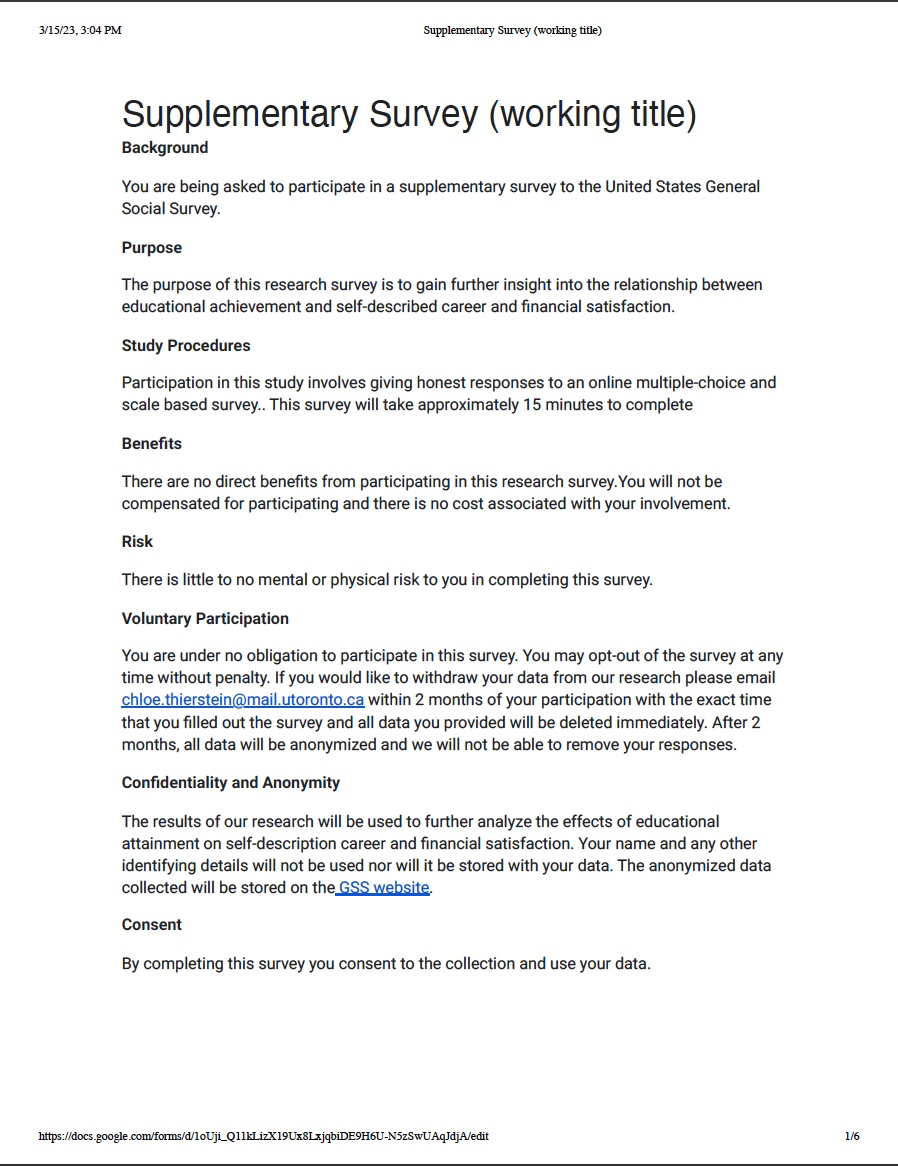 3/15/23, 3:04 PM
Supplementary Survey (working title)
Supplementary Survey (working title)
Background
You are being asked to participate in a supplementary survey to the United States General
Social Survey.
Purpose
The purpose of this research survey is to gain further insight into the relationship between
educational achievement and self-described career and financial satisfaction.
Study Procedures
Participation in this study involves giving honest responses to an online multiple-choice and
scale based survey.. This survey will take approximately 15 minutes to complete
Benefits
There are no direct benefits from participating in this research survey.You will not be
compensated for participating and there is no cost associated with your involvement.
Risk
There is little to no mental or physical risk to you in completing this survey.
Voluntary Participation
You are under no obligation to participate in this survey. You may opt-out of the survey at any
time without penalty. If you would like to withdraw your data from our research please email
chloe.thierstein@mail.utoronto.ca within 2 months of your participation with the exact time
that you filled out the survey and all data you provided will be deleted immediately. After 2
months, all data will be anonymized and we will not be able to remove your responses.
Confidentiality and Anonymity
The results of our research will be used to further analyze the effects of educational
attainment on self-description career and financial satisfaction. Your name and any other
identifying details will not be used nor will it be stored with your data. The anonymized data
collected will be stored on the GSS website.
Consent
By completing this survey you consent to the collection and use your data.
https://docs.google.com/forms/d/1oUji_Q11kLizX19Ux8LxjqbiDE9H6U-N5zSwUAqJdjA/edit
1/6